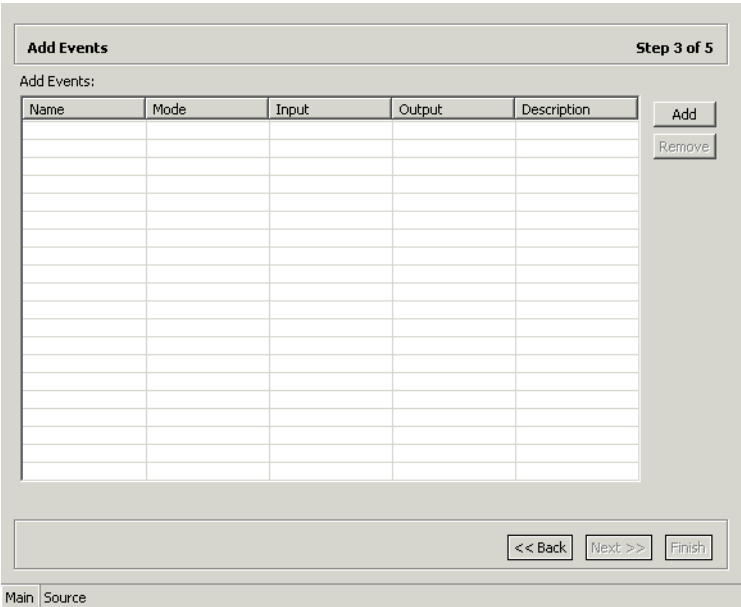 Add Events Step 3 of 5
Add Events:
Name Mode Input Output Description
Add
Remove
<< Back Next >> Finish
Main Source